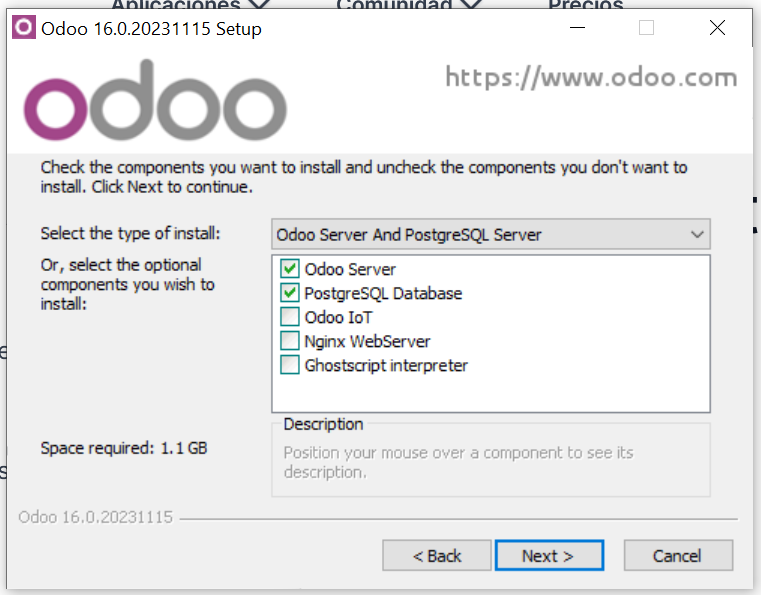 Aplicaciones Comunidad Precios
Odoo 16.0.20231115 Setup
odoo
https://www.odoo.com
Check the components you want to install and uncheck the components you don't want to
install. Click Next to continue.
Select the type of install:
Odoo Server And PostgreSQL Server
Or, select the optional
components you wish to
install:
Odoo Server
PostgreSQL Database
Odoo IoT
Nginx WebServer
Ghostscript interpreter
Space required: 1.1 GB
Description
Position your mouse over a component to see its
description.
Odoo 16.0.20231115
< Back
Next >
Cancel